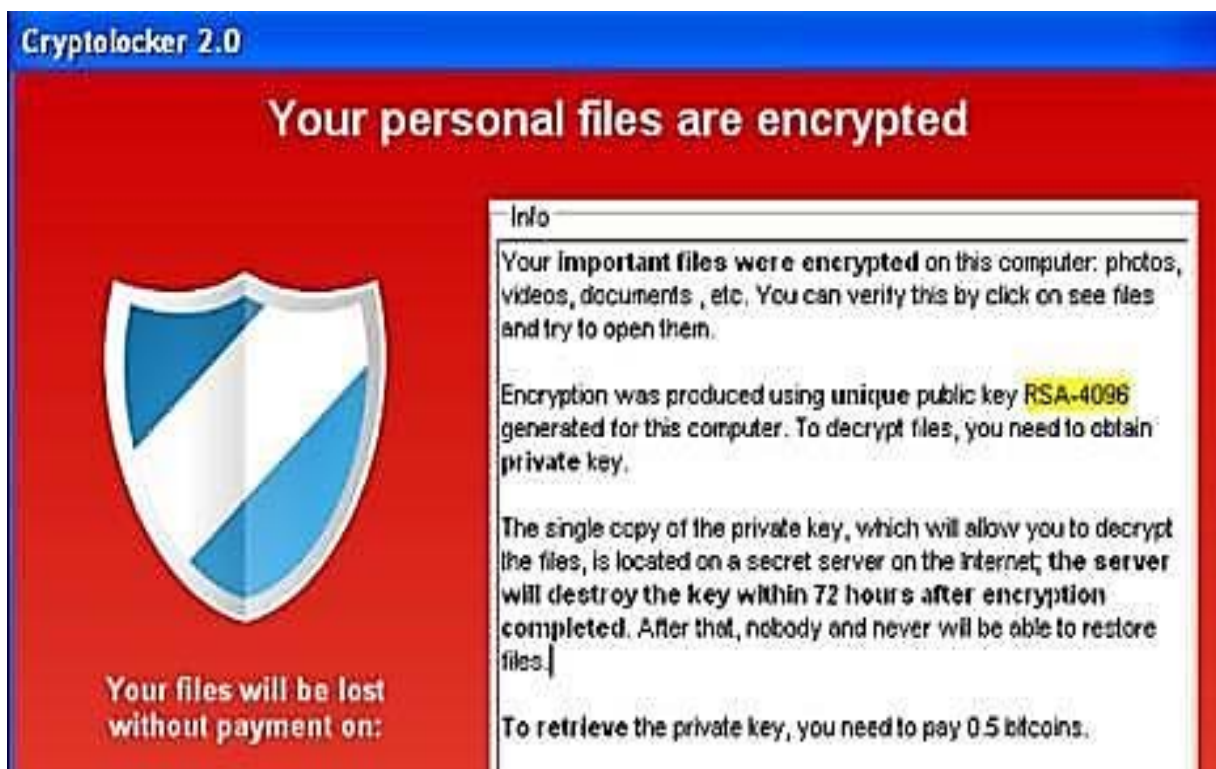 Cryptolocker 2.0
Your personal files are encrypted
Info
Your important files were encrypted on this computer: photos,
videos, documents , etc. You can verify this by click on see files
and try to open them.
Encryption was produced using unique public key RSA-4096
generated for this computer. To decrypt files, you need to obtain
private key.
The single copy of the private key, which will allow you to decrypt
the files, is located on a secret server on the Internet; the server
will destroy the key within 72 hours after encryption
completed. After that, nobody and never will be able to restore
files.
To retrieve the private key, you need to pay 0.5 bitcoins.
Your files will be lost
without payment on: